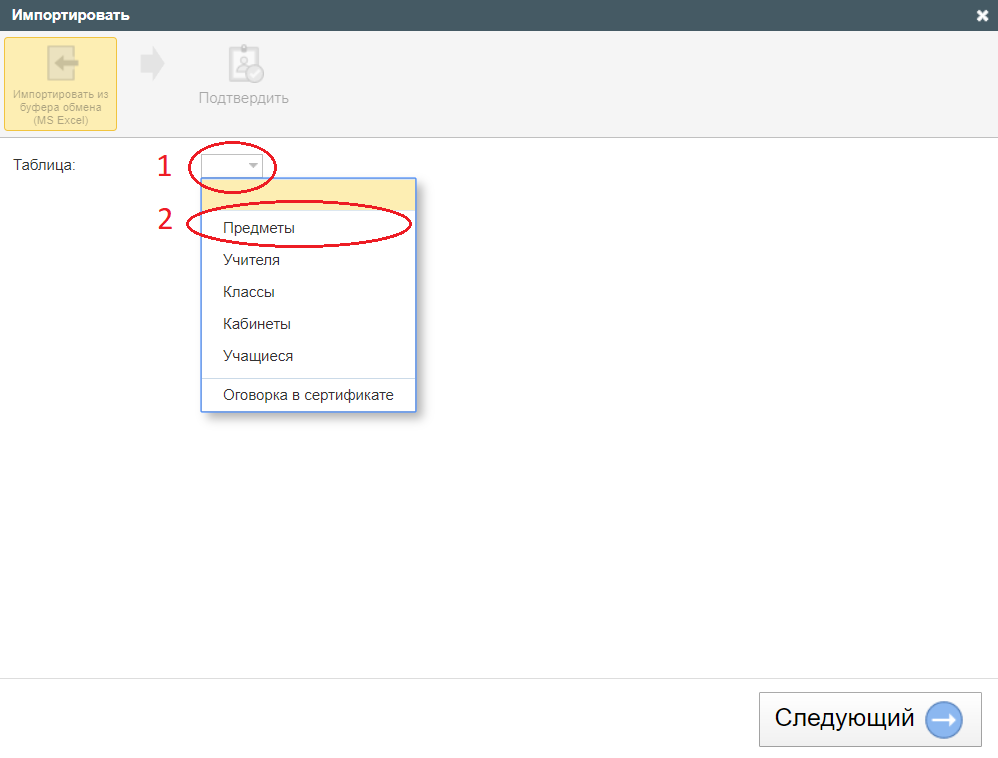 Импортировать
Импортировать из
буфера обмена
(MS Excel)
Подтвердить
Таблица:
1
2
Предметы
Учителя
Классы
Кабинеты
Учащиеся
Оговорка в сертификате
Следующий